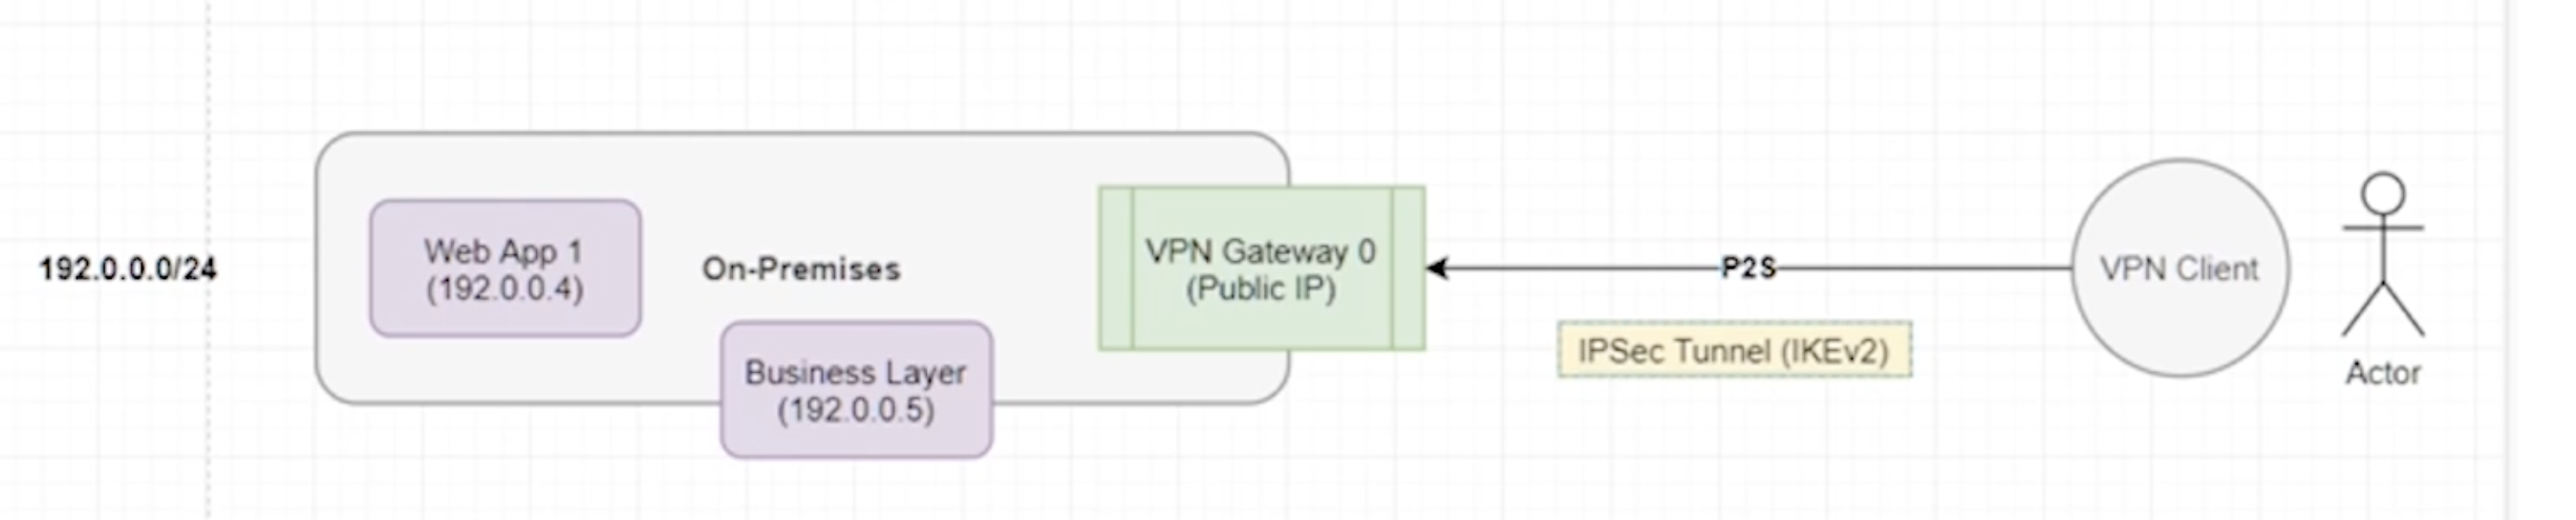 192.0.0.0/24
Web App 1
(192.0.0.4)
On-Premises
Business Layer
(192.0.0.5)
VPN Gateway 0
(Public IP)
P2S
IPSec Tunnel (IKEv2)
VPN Client
Actor